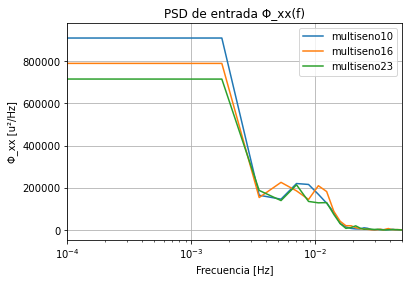 PSD de entrada Φ_xx(f)
multiseno10
multiseno16
multiseno23
Φ_xx [u²/Hz]
800000
600000
400000
200000
0
10⁻⁴
10⁻³
10⁻²
Frecuencia [Hz]